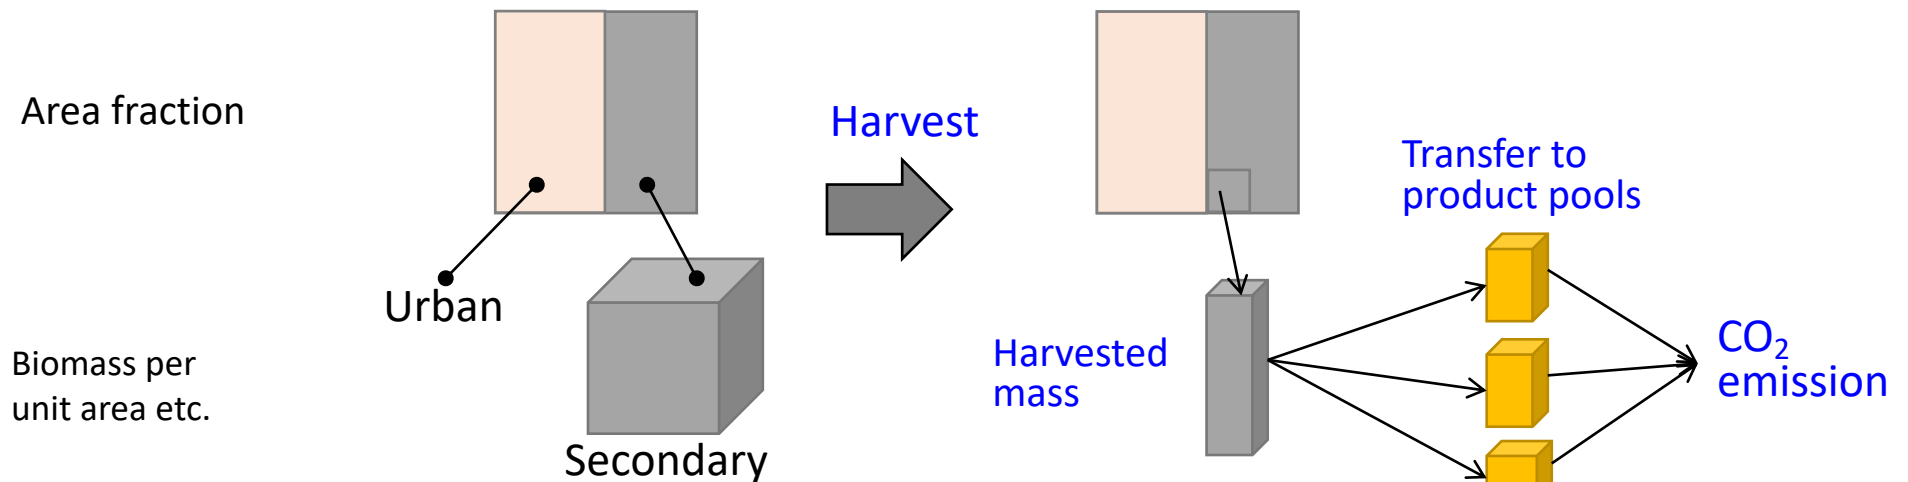 Area fraction
Harvest
Transfer to
product pools
Urban
Biomass per
unit area etc.
Secondary
Harvested
mass
CO₂
emission